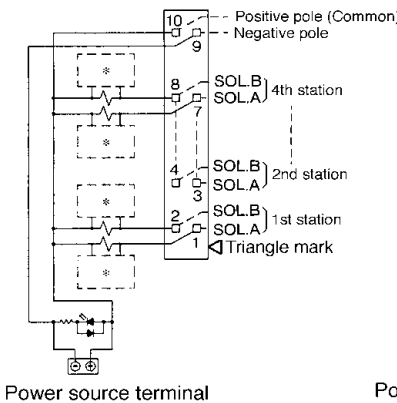 10 Positive pole (Common)
9 Negative pole
8 SOL.B
7 SOL.A
4th station
4 SOL.B
3 SOL.A
2nd station
2 SOL.B
1 SOL.A
1st station
Triangle mark
* * * *
⊕ ⊖
Power source terminal
Po